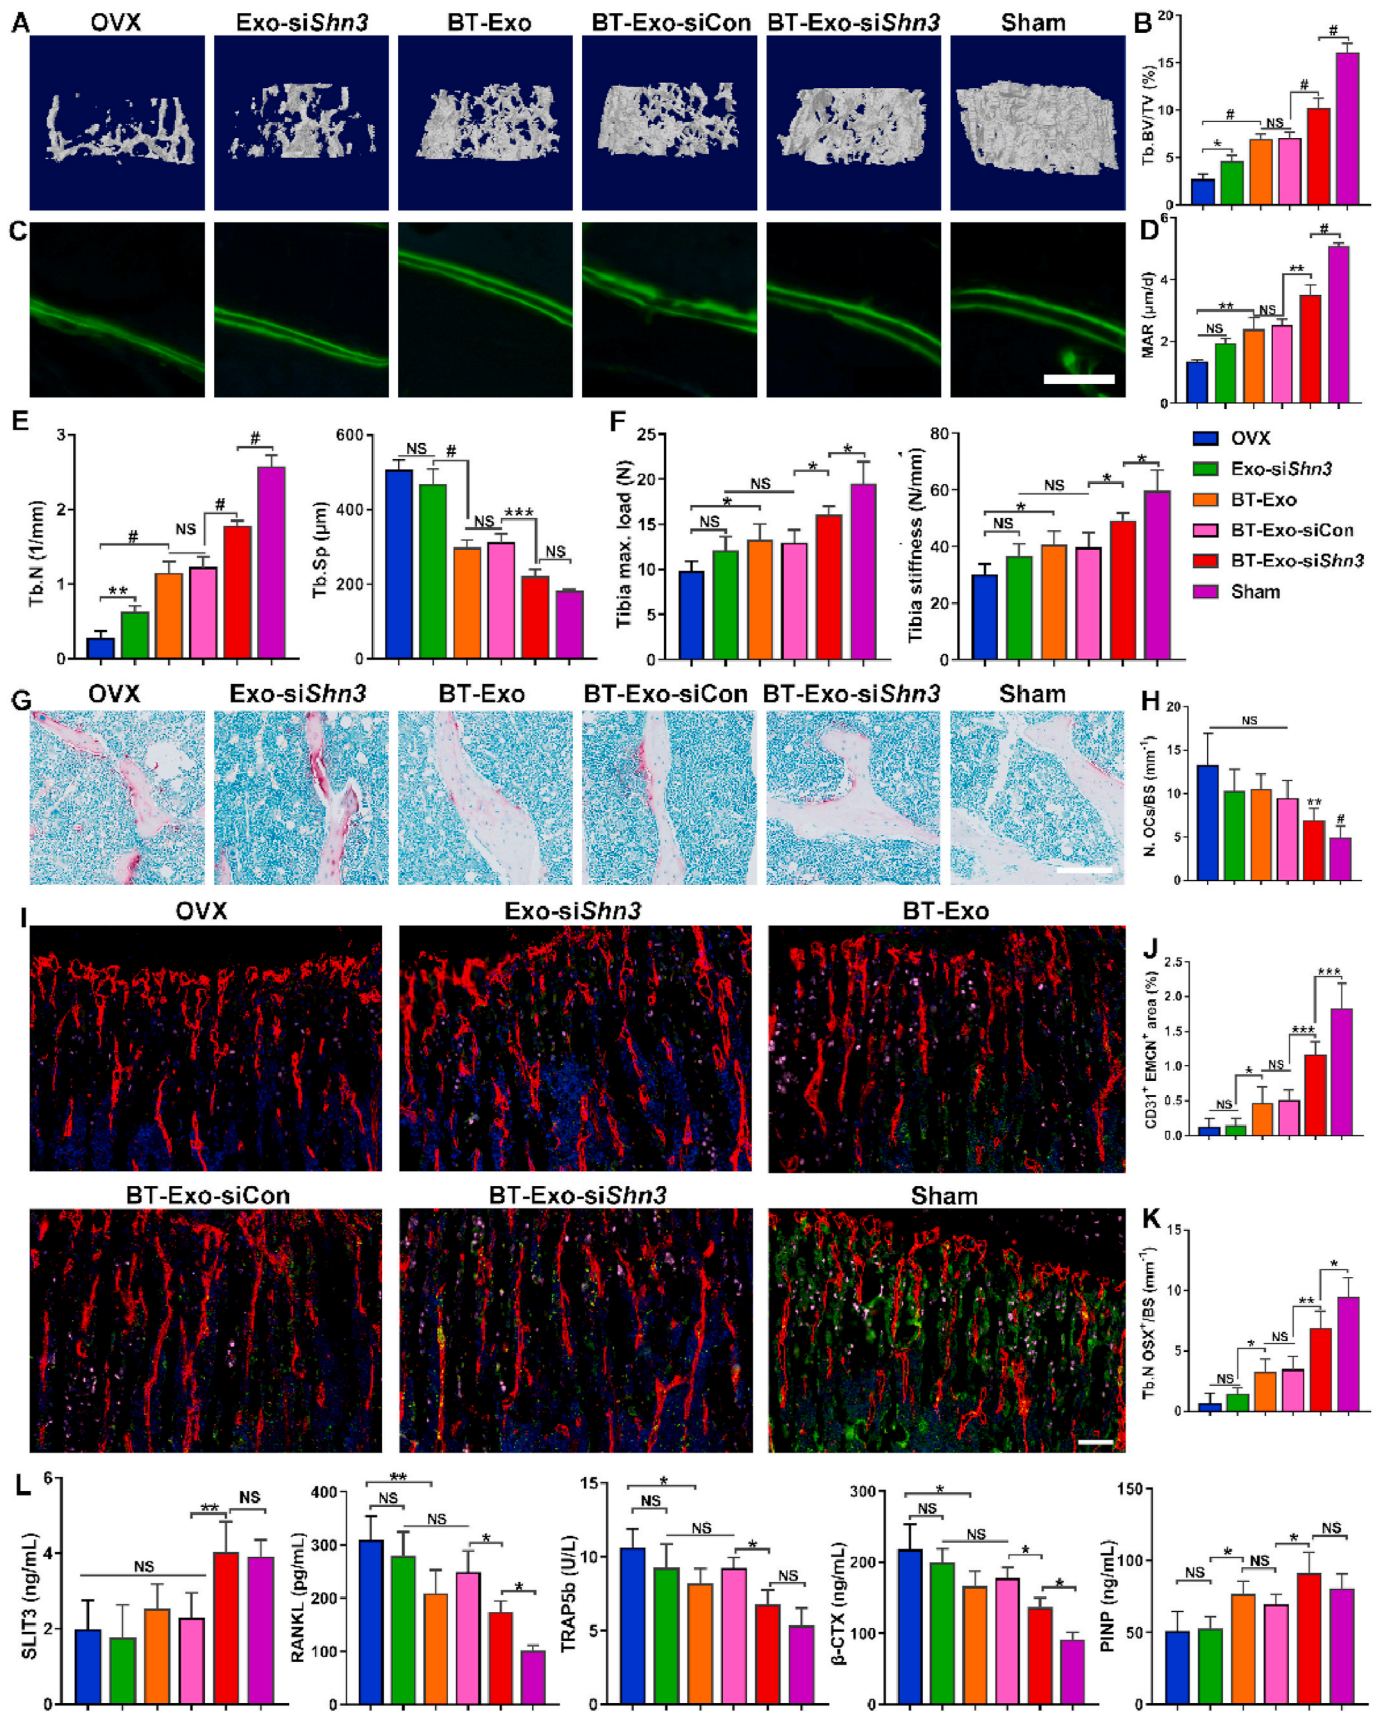 A OVX Exo-siShn3 BT-Exo BT-Exo-siCon BT-Exo-siShn3 Sham
B
Tb.BV/TV (%)
20
15
10
5
0
* # NS # #
C
D
MAR (μm/d)
6
4
2
0
NS ** NS ** #
E
Tb.N (1/mm)
3
2
1
0
** # NS # #
Tb.Sp (μm)
600
400
200
0
NS # NS *** NS
F
Tibia max. load (N)
25
20
15
10
5
0
NS * NS * *
Tibia stiffness (N/mm)
80
60
40
20
0
NS * NS * *
OVX
Exo-siShn3
BT-Exo
BT-Exo-siCon
BT-Exo-siShn3
Sham
G OVX Exo-siShn3 BT-Exo BT-Exo-siCon BT-Exo-siShn3 Sham
H
N. OCs/BS (mm⁻¹)
20
15
10
5
0
NS ** #
I OVX Exo-siShn3 BT-Exo
BT-Exo-siCon BT-Exo-siShn3 Sham
J
CD31⁺ EMCN⁺ area (%)
2.5
2.0
1.5
1.0
0.5
0.0
NS * NS *** ***
K
Tb.N OSX⁺/BS (mm⁻¹)
15
10
5
0
NS * NS ** *
L
SLIT3 (ng/mL)
6
4
2
0
NS ** NS
RANKL (pg/mL)
400
300
200
100
0
NS ** NS * *
TRAP5b (U/L)
15
10
5
0
NS * NS * NS
β-CTX (ng/mL)
300
200
100
0
NS * NS * *
PINP (ng/mL)
150
100
50
0
NS * NS * NS